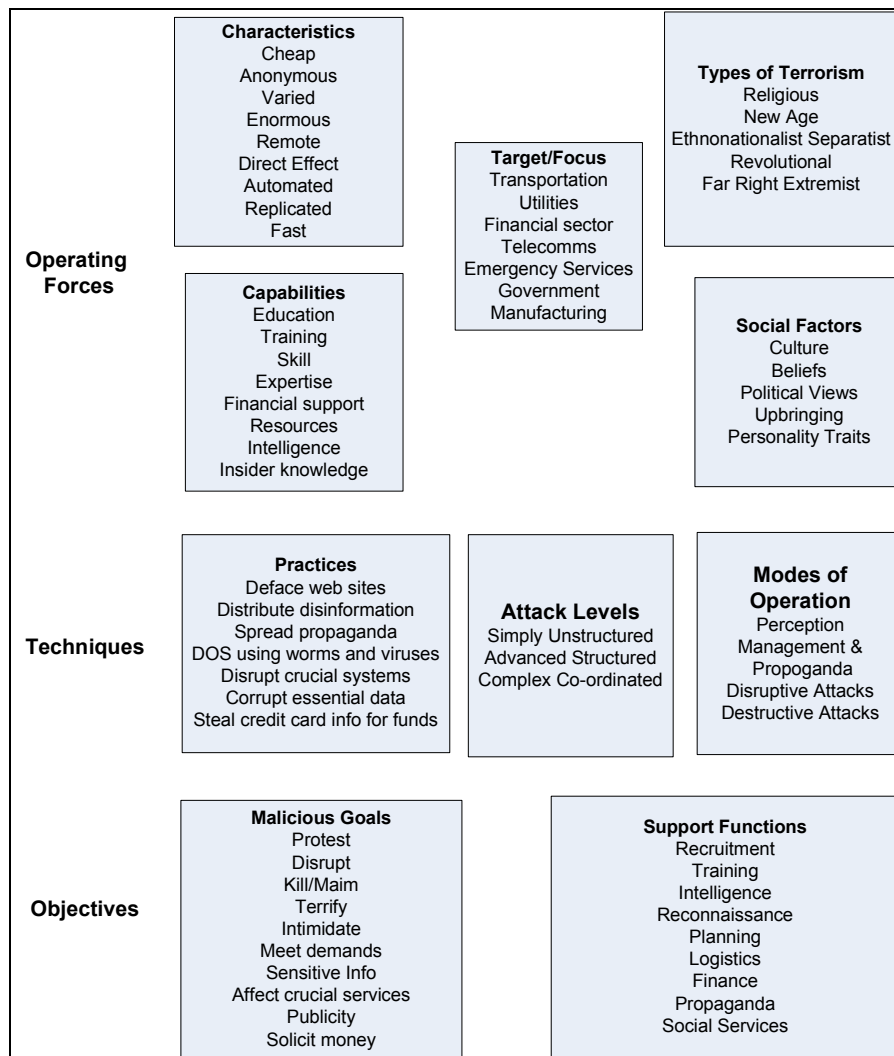 Operating
Forces
Characteristics
Cheap
Anonymous
Varied
Enormous
Remote
Direct Effect
Automated
Replicated
Fast
Target/Focus
Transportation
Utilities
Financial sector
Telecomms
Emergency Services
Government
Manufacturing
Types of Terrorism
Religious
New Age
Ethnonationalist Separatist
Revolutional
Far Right Extremist
Capabilities
Education
Training
Skill
Expertise
Financial support
Resources
Intelligence
Insider knowledge
Social Factors
Culture
Beliefs
Political Views
Upbringing
Personality Traits
Techniques
Practices
Deface web sites
Distribute disinformation
Spread propaganda
DOS using worms and viruses
Disrupt crucial systems
Corrupt essential data
Steal credit card info for funds
Attack Levels
Simply Unstructured
Advanced Structured
Complex Co-ordinated
Modes of
Operation
Perception
Management &
Propoganda
Disruptive Attacks
Destructive Attacks
Objectives
Malicious Goals
Protest
Disrupt
Kill/Maim
Terrify
Intimidate
Meet demands
Sensitive Info
Affect crucial services
Publicity
Solicit money
Support Functions
Recruitment
Training
Intelligence
Reconnaissance
Planning
Logistics
Finance
Propaganda
Social Services